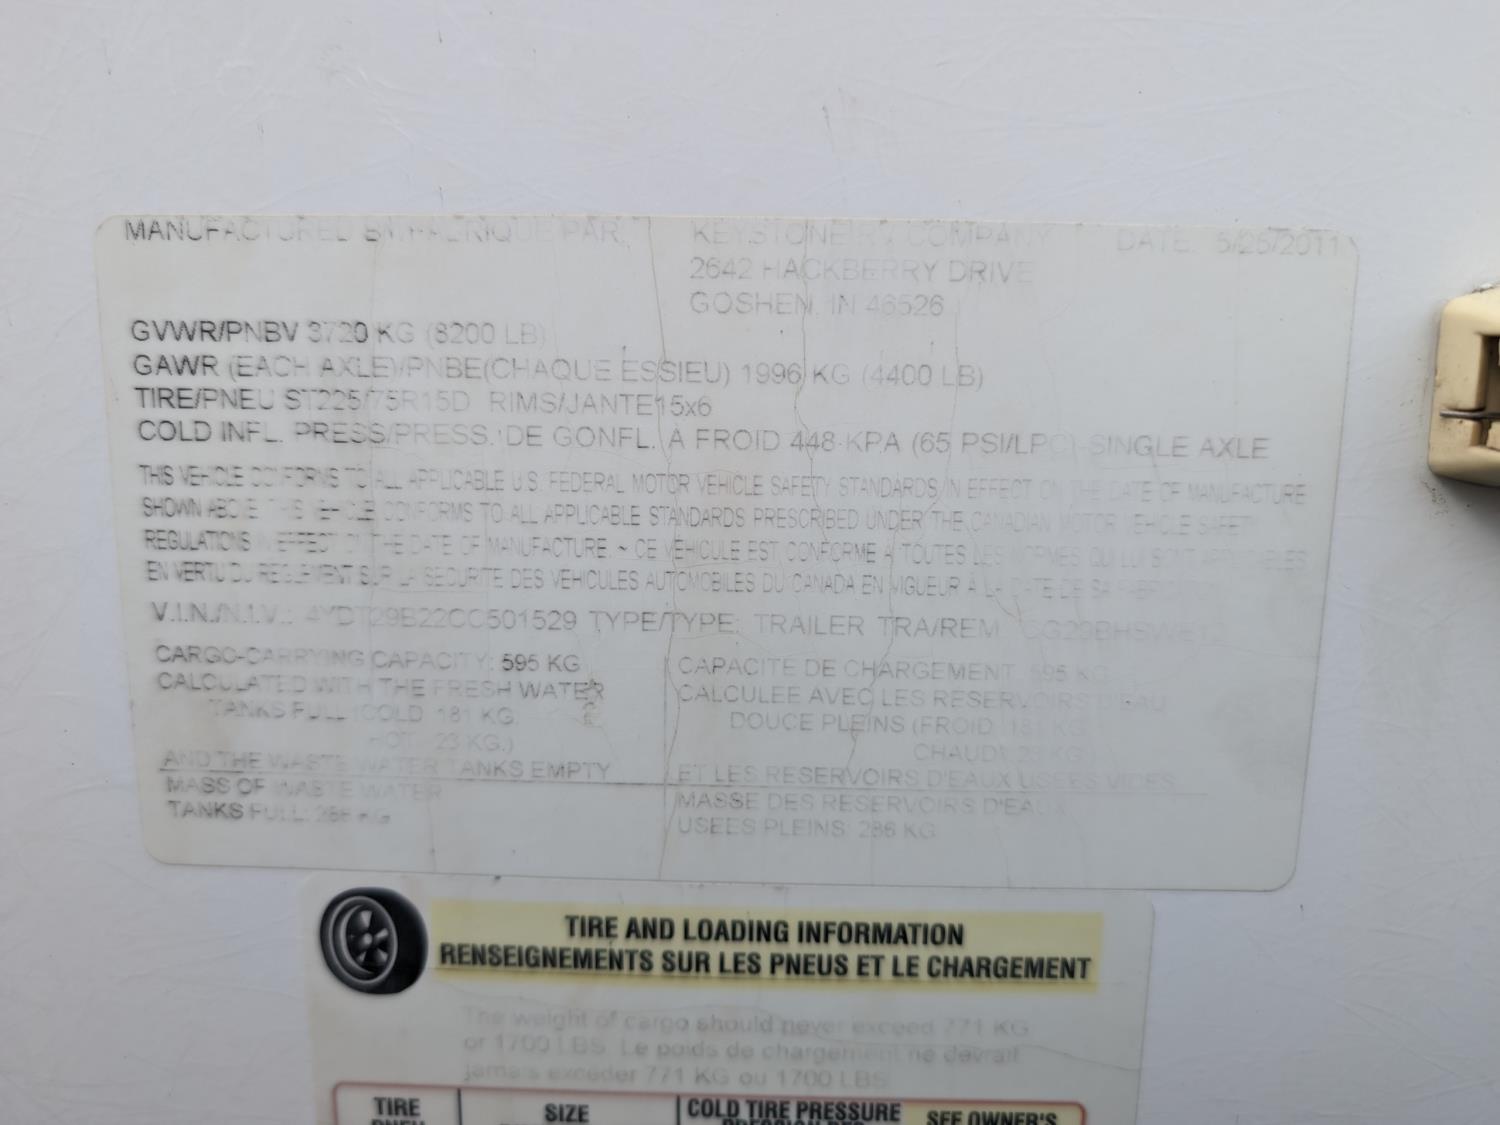 MANUFACTURED BY/FABRIQUE PAR: KEYSTONE RV COMPANY DATE: 5/25/2011
2642 HACKBERRY DRIVE
GOSHEN, IN 46526
GVWR/PNBV 3720 KG (8200 LB)
GAWR (EACH AXLE)/PNBE(CHAQUE ESSIEU) 1996 KG (4400 LB)
TIRE/PNEU ST225/75R15D RIMS/JANTE 15x6
COLD INFL. PRESS/PRESS. DE GONFL. À FROID 448 KPA (65 PSI/LPC) SINGLE AXLE
THIS VEHICLE CONFORMS TO ALL APPLICABLE U.S. FEDERAL MOTOR VEHICLE SAFETY STANDARDS IN EFFECT ON THE DATE OF MANUFACTURE
SHOWN ABOVE. THIS VEHICLE CONFORMS TO ALL APPLICABLE STANDARDS PRESCRIBED UNDER THE CANADIAN MOTOR VEHICLE SAFETY
REGULATIONS IN EFFECT ON THE DATE OF MANUFACTURE. ~ CE VEHICULE EST CONFORME A TOUTES LES NORMES QUI LUI SONT APPLICABLES
EN VERTU DU REGLEMENT SUR LA SECURITE DES VEHICULES AUTOMOBILES DU CANADA EN VIGUEUR À LA DATE DE SA FABRICATION
V.I.N./N.I.V.: 4YDT29B22CC501529 TYPE/TYPE: TRAILER TRA/REM
CARGO-CARRYING CAPACITY: 595 KG
CALCULATED WITH THE FRESH WATER
TANKS FULL (COLD 181 KG
HOT 23 KG.)
AND THE WASTE WATER TANKS EMPTY
MASS OF WASTE WATER
TANKS FULL: 286 KG
CAPACITE DE CHARGEMENT: 595 KG
CALCULEE AVEC LES RESERVOIRS D'EAU
DOUCE PLEINS (FROID 181 KG
CHAUD: 23 KG.)
ET LES RESERVOIRS D'EAUX USEES VIDES
MASSE DES RESERVOIRS D'EAUX
USEES PLEINS: 286 KG
TIRE AND LOADING INFORMATION
RENSEIGNEMENTS SUR LES PNEUS ET LE CHARGEMENT
The weight of cargo should never exceed 771 KG
or 1700 LBS. Le poids de chargement ne devrait
jamais exceder 771 KG ou 1700 LBS
TIRE SIZE COLD TIRE PRESSURE SEE OWNER'S
PNEU